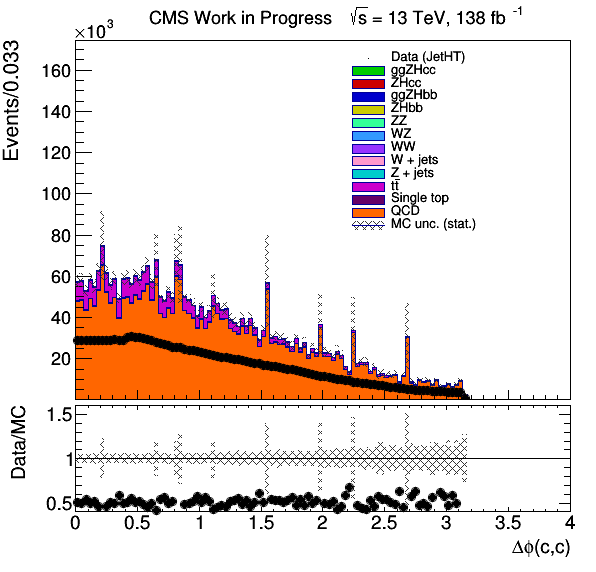 CMS Work in Progress √s = 13 TeV, 138 fb⁻¹
×10³
Events/0.033
160
140
120
100
80
60
40
20
Data (JetHT)
ggZHcc
ZHcc
ggZHbb
ZHbb
ZZ
WZ
WW
W + jets
Z + jets
tt̄
Single top
QCD
MC unc. (stat.)
Data/MC
1.5
1
0.5
0 0.5 1 1.5 2 2.5 3 3.5 4
Δϕ(c,c)